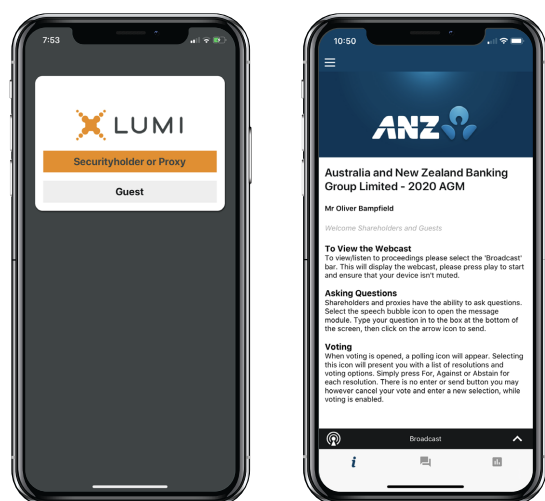 7:53
LUMI
Securityholder or Proxy
Guest
10:50
ANZ
Australia and New Zealand Banking
Group Limited - 2020 AGM
Mr Oliver Bampfield
Welcome Shareholders and Guests
To View the Webcast
To view/listen to proceedings please select the 'Broadcast'
bar. This will display the webcast, please press play to start
and ensure that your device isn't muted.
Asking Questions
Shareholders and proxies have the ability to ask questions.
Select the speech bubble icon to open the message
module. Type your question in to the box at the bottom of
the screen, then click on the arrow icon to send.
Voting
When voting is opened, a polling icon will appear. Selecting
this icon will present you with a list of resolutions and
voting options. Simply press For, Against or Abstain for
each resolution. There is no enter or send button you may
however cancel your vote and enter a new selection, while
voting is enabled.
Broadcast
i